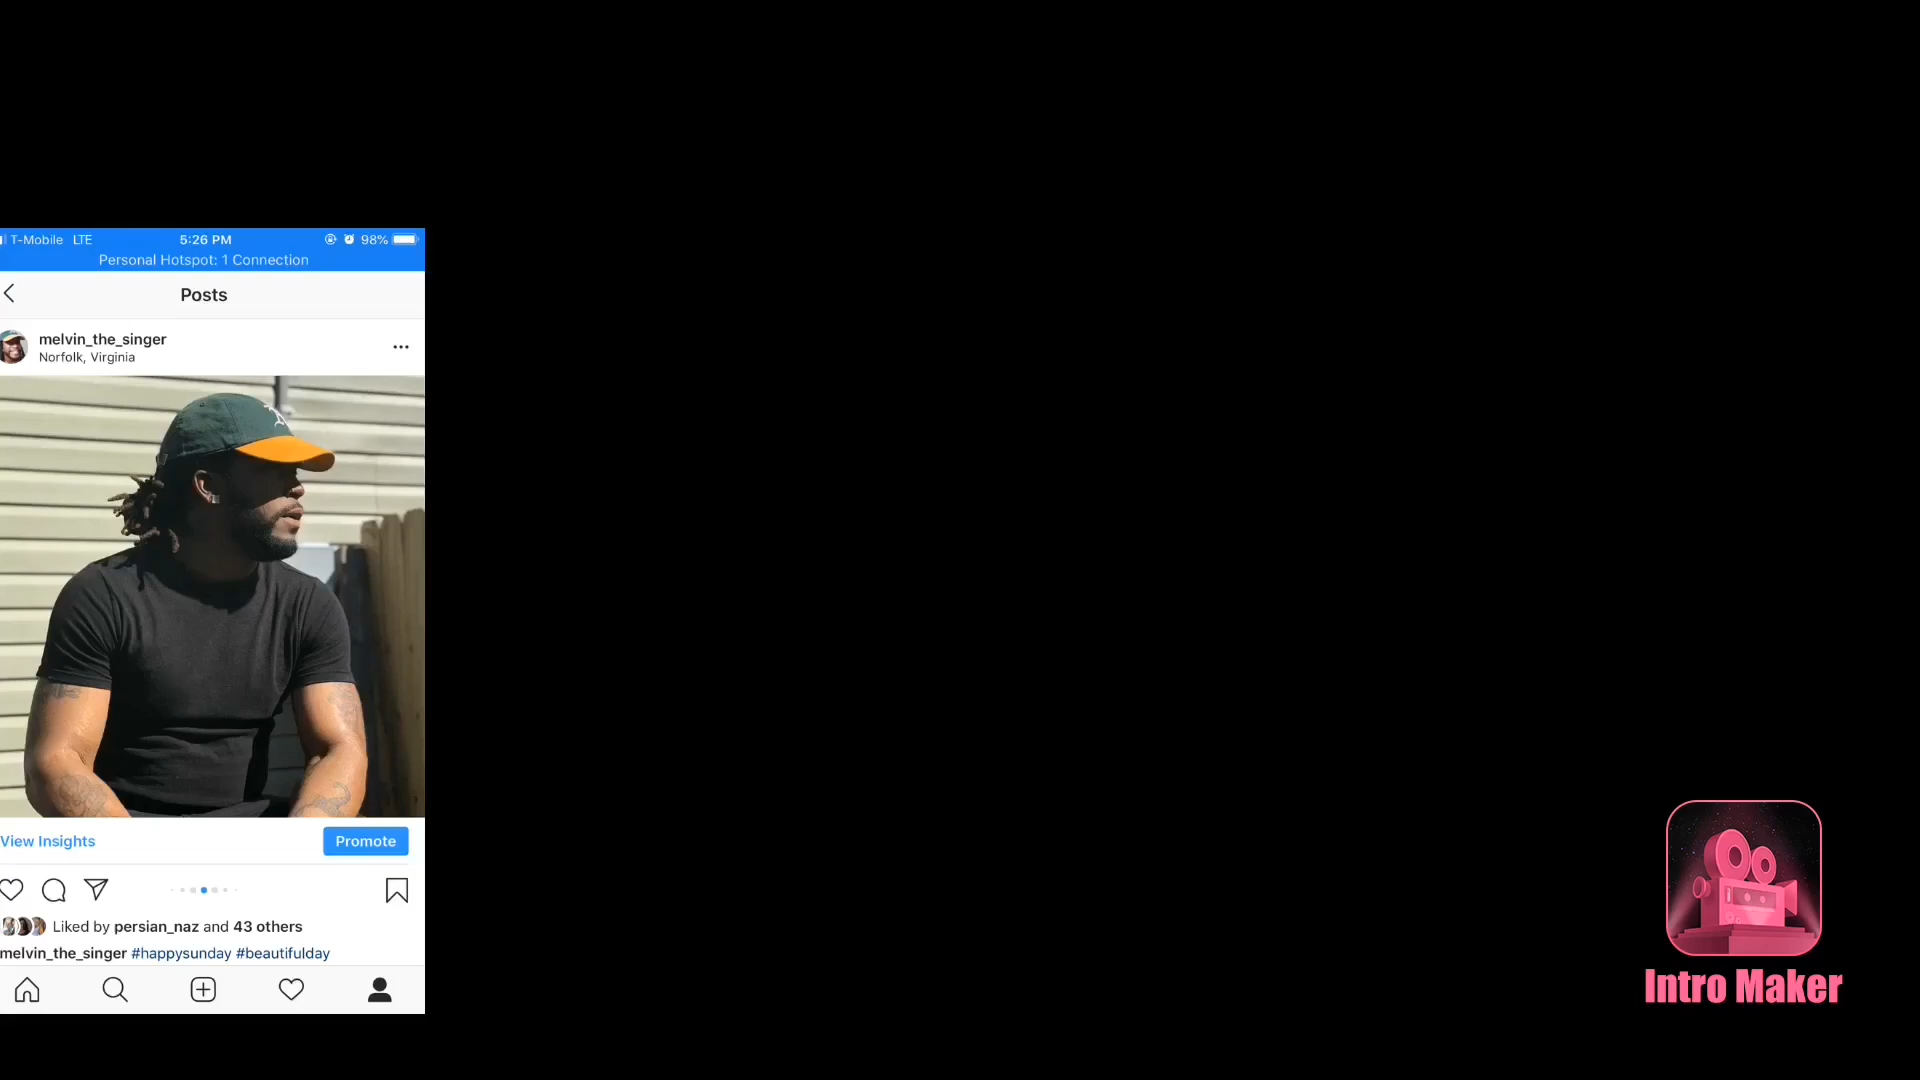 T-Mobile LTE 5:26 PM 98%
Personal Hotspot: 1 Connection
Posts
melvin_the_singer
Norfolk, Virginia
View Insights Promote
Liked by persian_naz and 43 others
melvin_the_singer #happysunday #beautifulday
Intro Maker